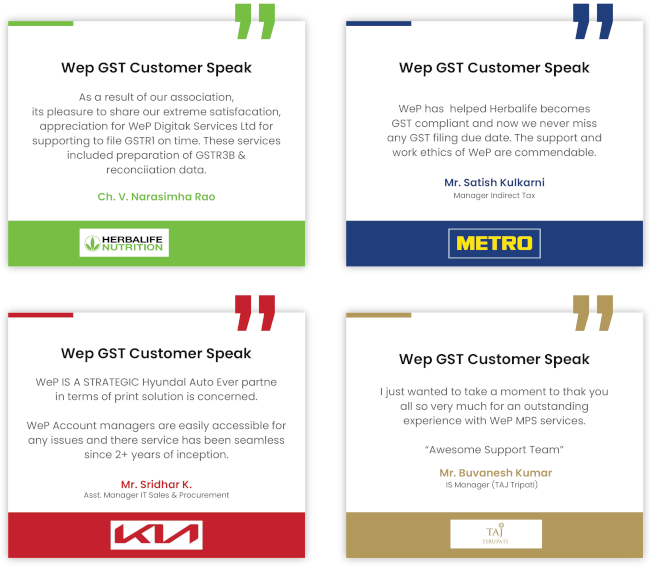 Wep GST Customer Speak
As a result of our association,
its pleasure to share our extreme satisfacation,
appreciation for WeP Digitak Services Ltd for
supporting to file GSTR1 on time. These services
included preparation of GSTR3B &
reconciiation data.
Ch. V. Narasimha Rao
HERBALIFE
NUTRITION
Wep GST Customer Speak
WeP has helped Herbalife becomes
GST compliant and now we never miss
any GST filing due date. The support and
work ethics of WeP are commendable.
Mr. Satish Kulkarni
Manager Indirect Tax
METRO
Wep GST Customer Speak
WeP IS A STRATEGIC Hyundal Auto Ever partne
in terms of print solution is concerned.
WeP Account managers are easily accessible for
any issues and there service has been seamless
since 2+ years of inception.
Mr. Sridhar K.
Asst. Manager IT Sales & Procurement
KIA
Wep GST Customer Speak
I just wanted to take a moment to thak you
all so very much for an outstanding
experience with WeP MPS services.
“Awesome Support Team”
Mr. Buvanesh Kumar
IS Manager (TAJ Tripati)
TAJ
TIRUPATI